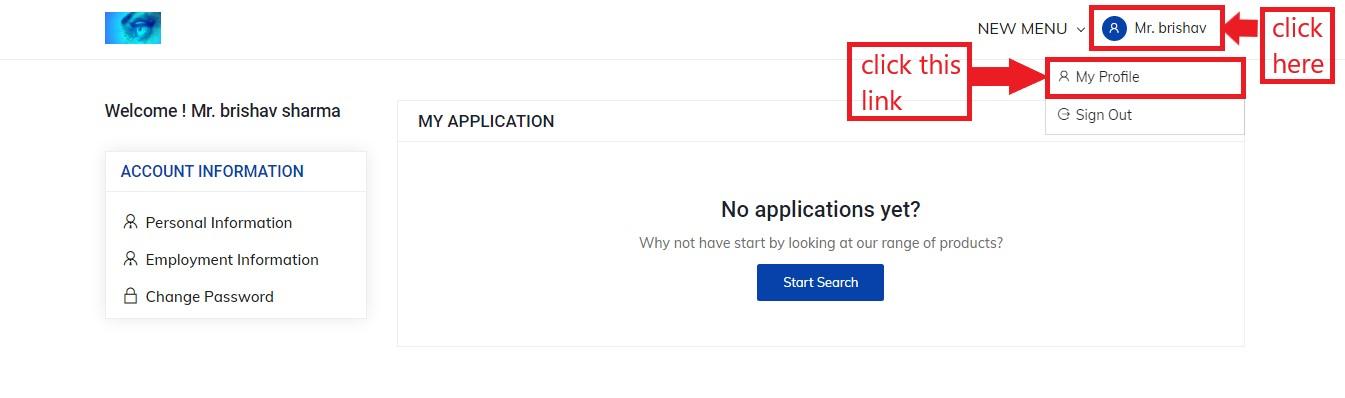 NEW MENU
Mr. brishav
click
here
click this
link
My Profile
Sign Out
Welcome ! Mr. brishav sharma
ACCOUNT INFORMATION
Personal Information
Employment Information
Change Password
MY APPLICATION
No applications yet?
Why not have start by looking at our range of products?
Start Search